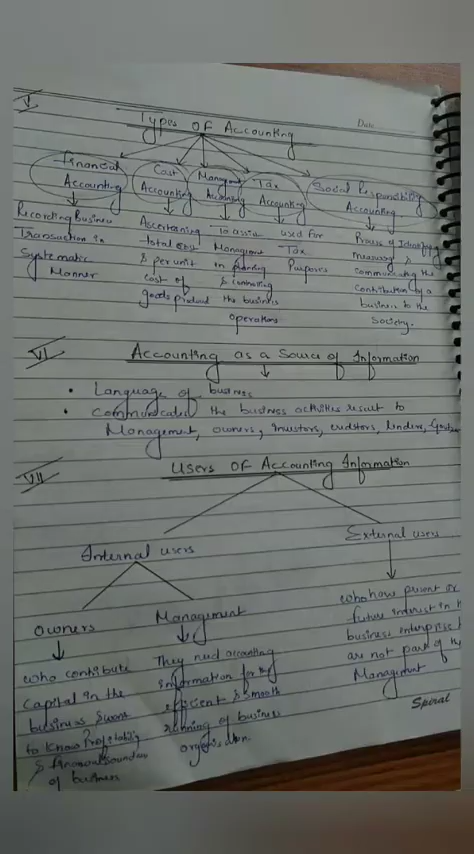 V
Types Of Accounting
Date
Financial Accounting
Cost Accounting
Managment Accounting
Tax Accounting
Social Responsibility Accounting
Recording Business
Transaction in
Systematic
Manner
Ascertaining
total cost
& per unit
cost of
goods produced
To assist
Managment
in planning
& controlling
the business
operations
used for
Tax
Purposes
Process of Identifying
measuring &
communicating the
contribution of a
business to the
Society.
VI
Accounting as a Source of Information
• Language of business
• Communicated the business activities result to
Management, owners, Investors, creditors, lenders, Govt
VII
Users Of Accounting Information
Internal users
External users
Owners
who contribute
Capital in the
business & want
to know Profitability
& financial soundness
of business
Management
They need accounting
Information for the
efficient & smooth
running of business
organisation
who have present or
future interest in
business enterprise
are not part of the
Management
Spiral